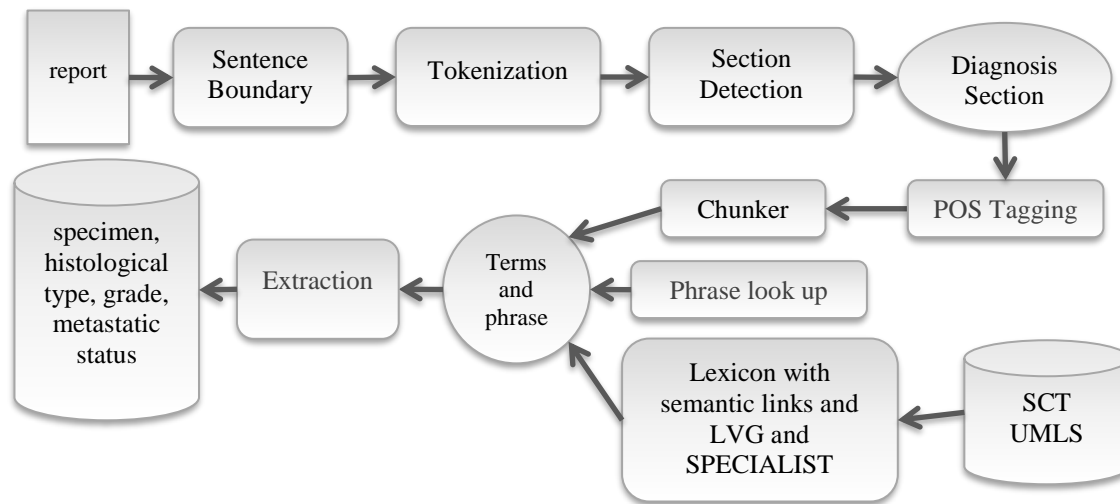 report
Sentence
Boundary
Tokenization
Section
Detection
Diagnosis
Section
POS Tagging
Chunker
Phrase look up
Lexicon with
semantic links and
LVG and
SPECIALIST
SCT
UMLS
Terms
and
phrase
Extraction
specimen,
histological
type, grade,
metastatic
status